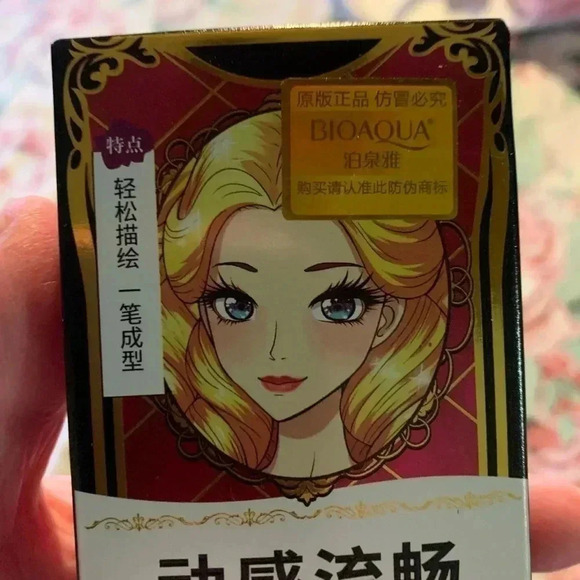 原版正品 仿冒必究
BIOAQUA®
泊泉雅
购买请认准此防伪商标
特点
轻松描绘 一笔成型
动感流畅